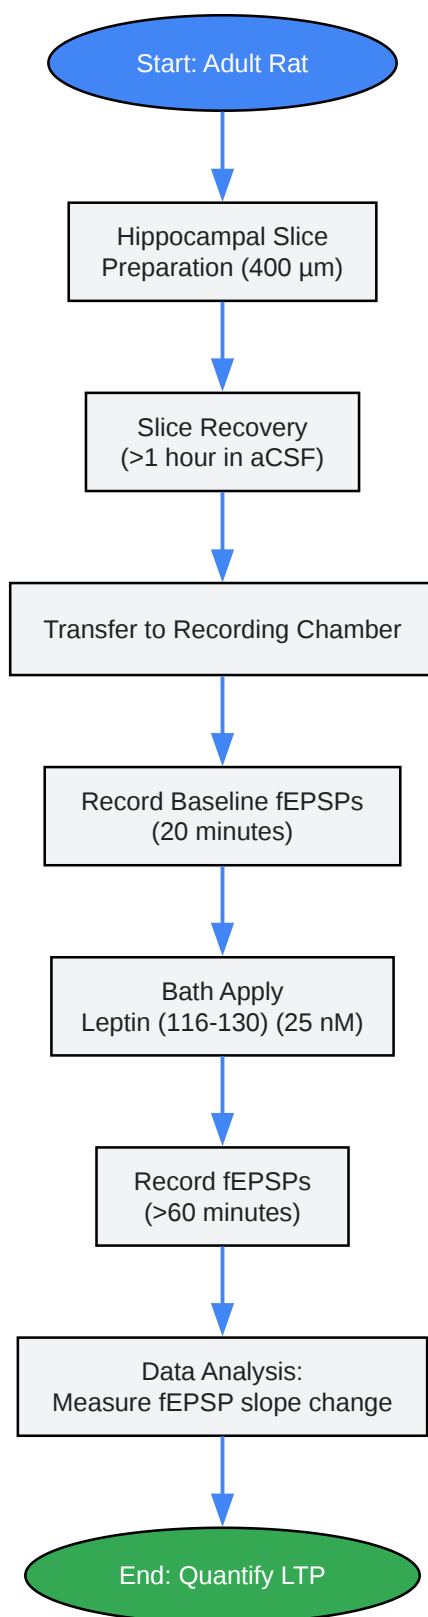 Start: Adult Rat
Hippocampal Slice
Preparation (400 µm)
Slice Recovery
(>1 hour in aCSF)
Transfer to Recording Chamber
Record Baseline fEPSPs
(20 minutes)
Bath Apply
Leptin (116-130) (25 nM)
Record fEPSPs
(>60 minutes)
Data Analysis:
Measure fEPSP slope change
End: Quantify LTP